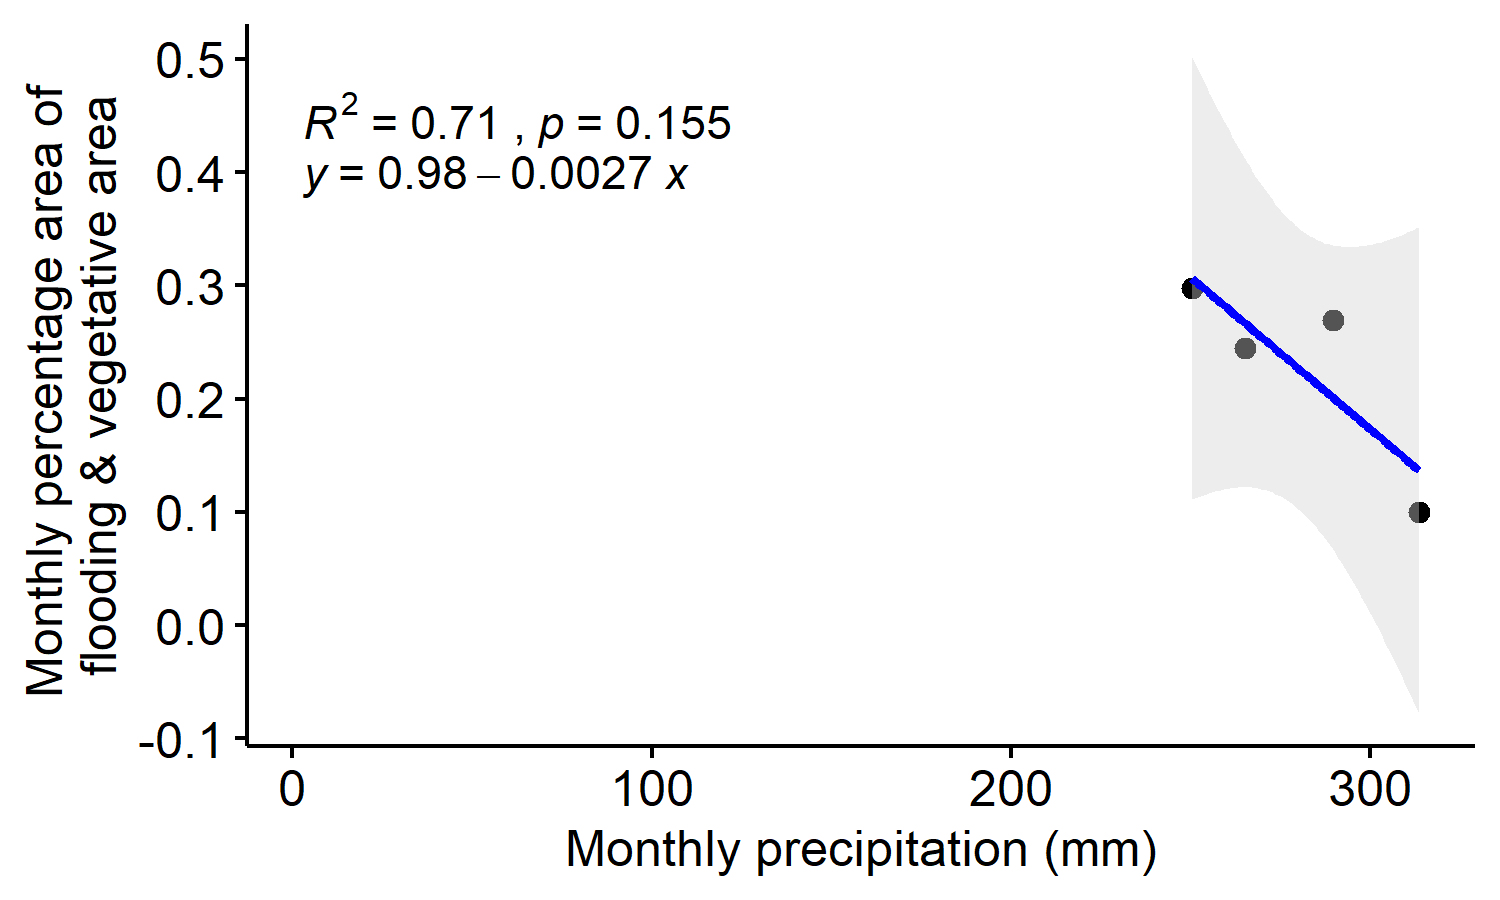 R² = 0.71 , p = 0.155
y = 0.98 – 0.0027 x
Monthly percentage area of
flooding & vegetative area
0.5
0.4
0.3
0.2
0.1
0.0
-0.1
0 100 200 300
Monthly precipitation (mm)